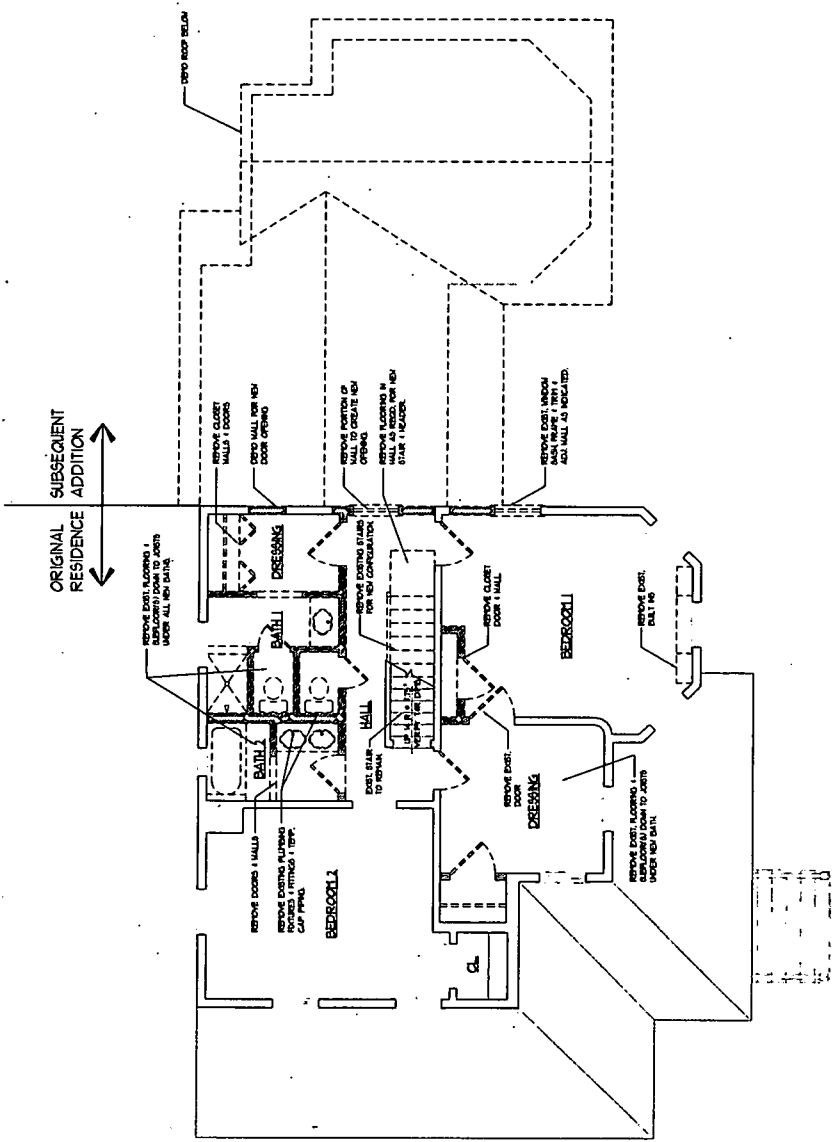 ORIGINAL
RESIDENCE
SUBSEQUENT
ADDITION
DEMO ROOF BELOW
REMOVE EXIST. FLOORING &
SUBFLOOR(S) DOWN TO JOISTS
UNDER ALL NEW BATHS.
REMOVE CLOSET
WALLS & DOORS
DEMO WALL FOR NEW
DOOR OPENING
REMOVE PORTION OF
WALL TO CREATE NEW
OPENING.
REMOVE FLOORING IN
HALL AS REQD. FOR NEW
STAIR & HEADER.
REMOVE EXIST. WINDOW
SASH, FRAME & TRIM &
ADJ. WALL AS INDICATED.
DRESSING
BATH 1
BATH 2
HALL
REMOVE EXISTING STAIRS
FOR NEW CONFIGURATION.
REMOVE CLOSET
DOOR & WALL
BEDROOM 1
REMOVE EXIST.
BUILT INS
EXIST. STAIR
TO REMAIN.
REMOVE DOORS & WALLS
REMOVE EXISTING PLUMBING
FIXTURES & FITTINGS & TEMP.
CAP PIPING.
BEDROOM 2
CL.
REMOVE EXIST.
DOOR
DRESSING
REMOVE EXIST. FLOORING &
SUBFLOOR(S) DOWN TO JOISTS
UNDER NEW BATH.